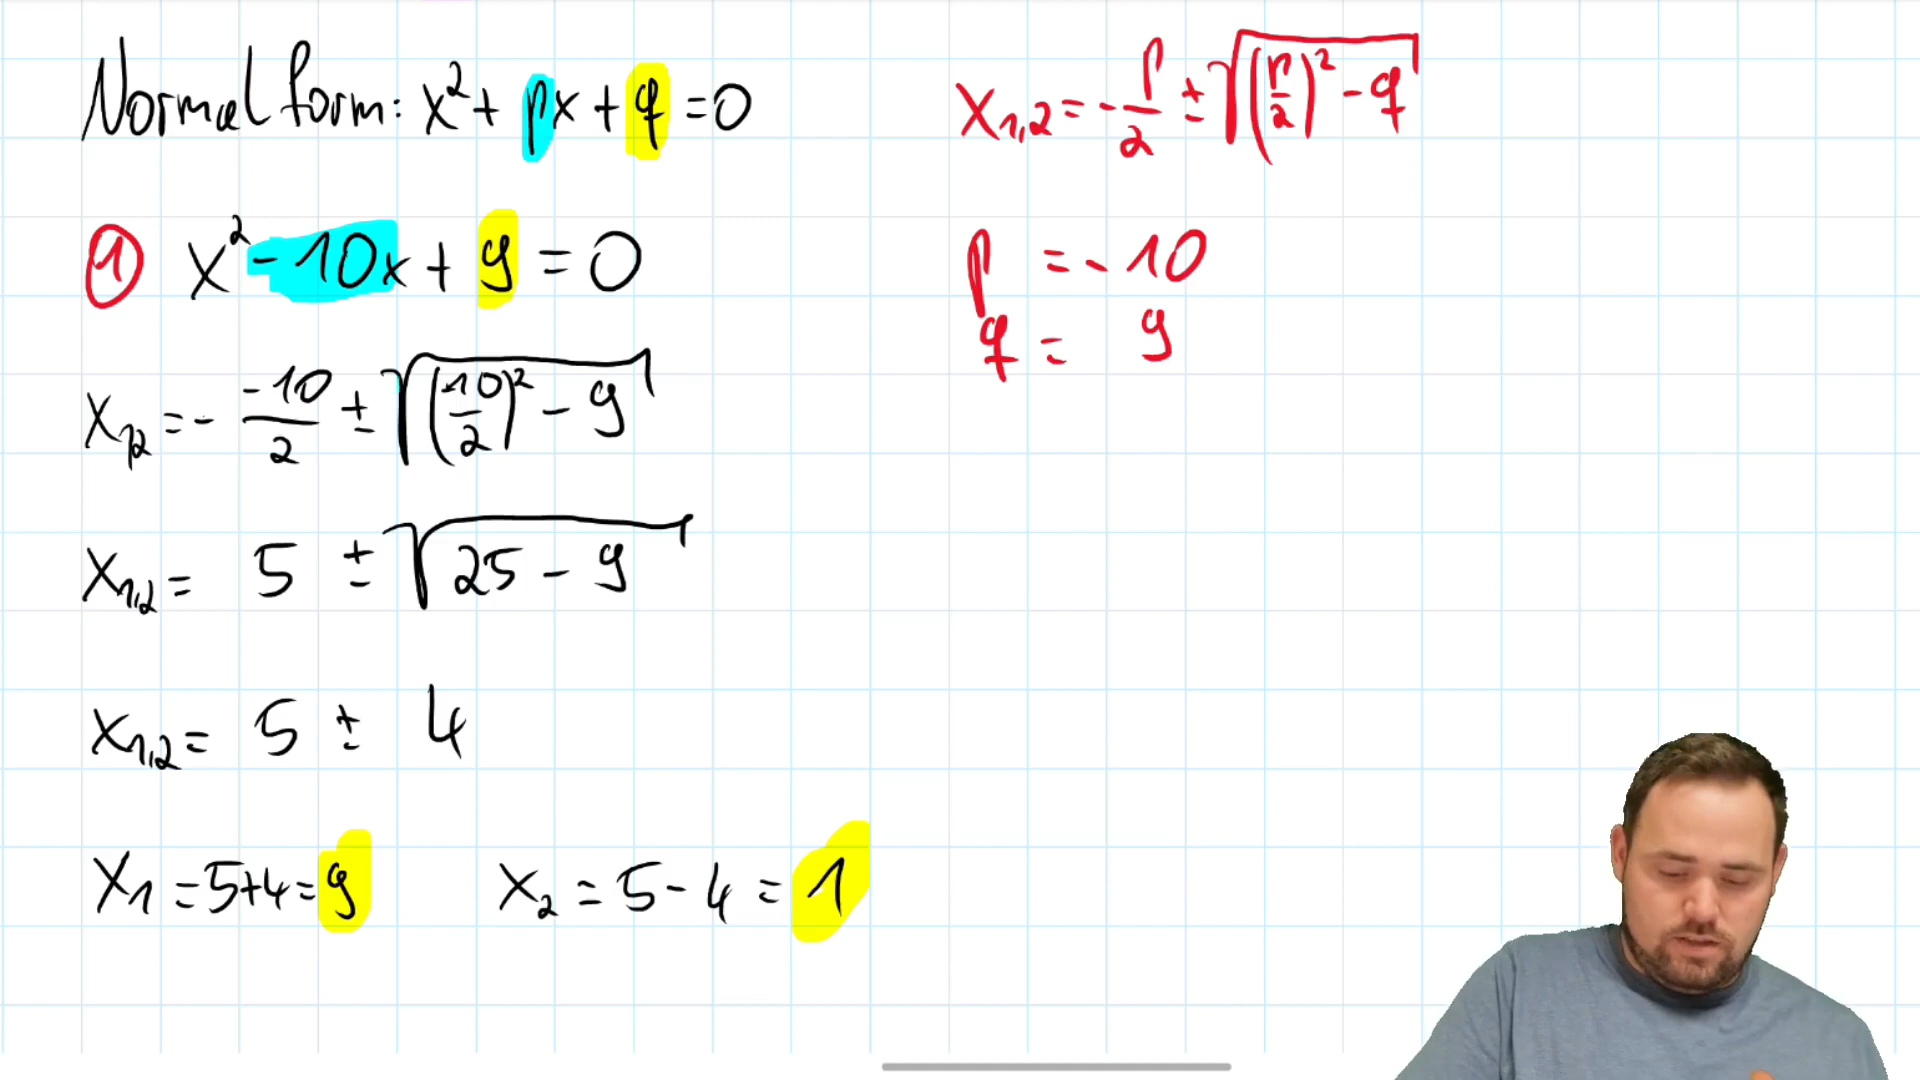 Normalform: x² + px + q = 0
x₁,₂ = - p/2 ± √((p/2)² - q)
① x² - 10x + 9 = 0
p = - 10
q = 9
x₁,₂ = - -10/2 ± √((-10/2)² - 9)
x₁,₂ = 5 ± √(25 - 9)
x₁,₂ = 5 ± 4
x₁ = 5+4 = 9
x₂ = 5 - 4 = 1